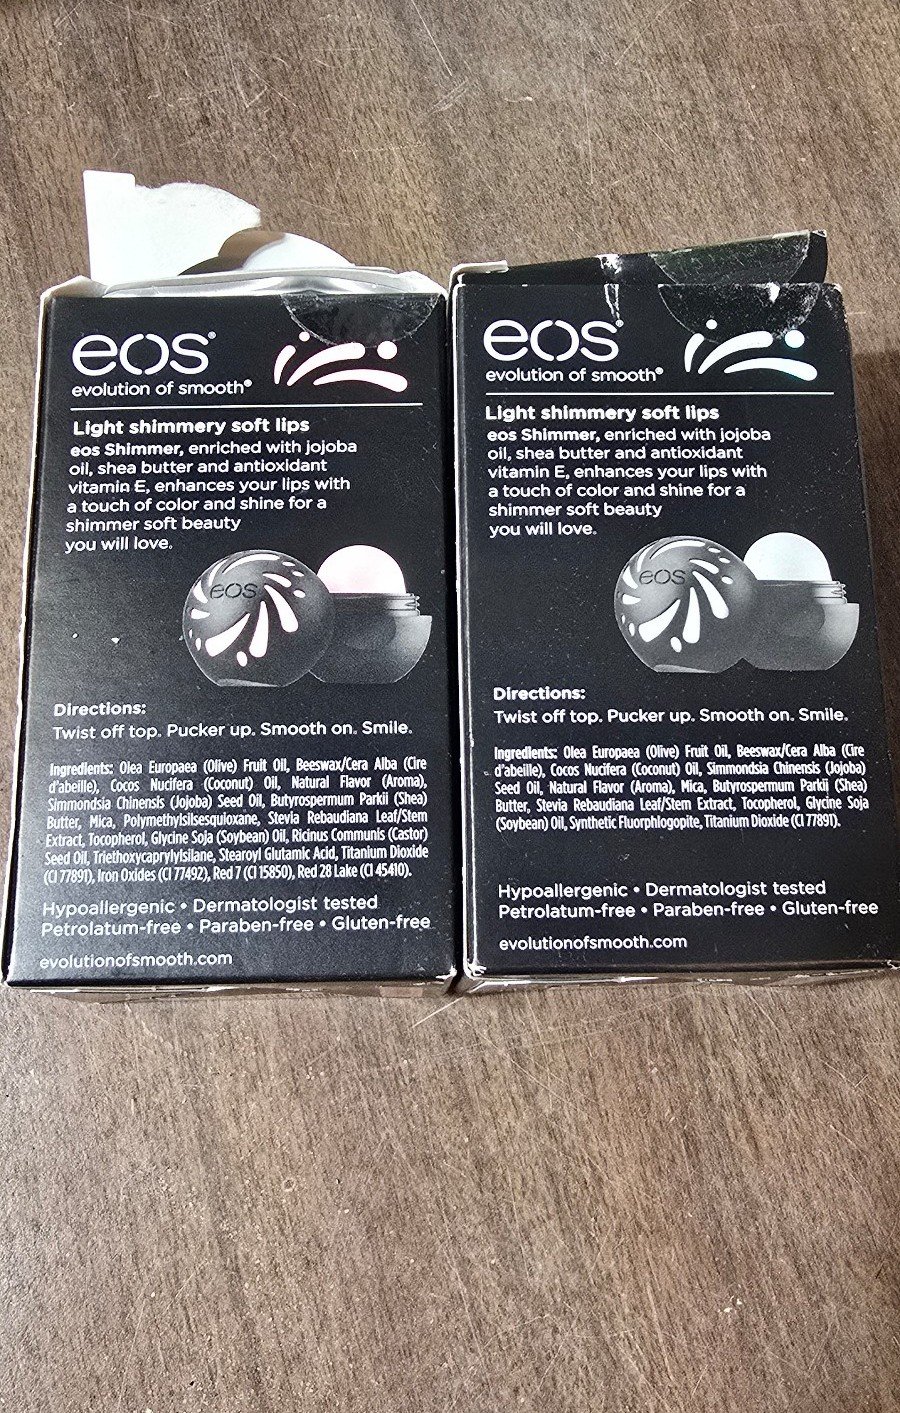 eos®
evolution of smooth®
Light shimmery soft lips
eos Shimmer, enriched with jojoba
oil, shea butter and antioxidant
vitamin E, enhances your lips with
a touch of color and shine for a
shimmer soft beauty
you will love.
eos
Directions:
Twist off top. Pucker up. Smooth on. Smile.
Ingredients: Olea Europaea (Olive) Fruit Oil, Beeswax/Cera Alba (Cire
d'abeille), Cocos Nucifera (Coconut) Oil, Natural Flavor (Aroma),
Simmondsia Chinensis (Jojoba) Seed Oil, Butyrospermum Parkii (Shea)
Butter, Mica, Polymethylsilsesquioxane, Stevia Rebaudiana Leaf/Stem
Extract, Tocopherol, Glycine Soja (Soybean) Oil, Ricinus Communis (Castor)
Seed Oil, Triethoxycaprylylsilane, Stearoyl Glutamic Acid, Titanium Dioxide
(CI 77891), Iron Oxides (CI 77492), Red 7 (CI 15850), Red 28 Lake (CI 45410).
Hypoallergenic • Dermatologist tested
Petrolatum-free • Paraben-free • Gluten-free
evolutionofsmooth.com
eos®
evolution of smooth®
Light shimmery soft lips
eos Shimmer, enriched with jojoba
oil, shea butter and antioxidant
vitamin E, enhances your lips with
a touch of color and shine for a
shimmer soft beauty
you will love.
eos
Directions:
Twist off top. Pucker up. Smooth on. Smile.
Ingredients: Olea Europaea (Olive) Fruit Oil, Beeswax/Cera Alba (Cire
d'abeille), Cocos Nucifera (Coconut) Oil, Simmondsia Chinensis (Jojoba)
Seed Oil, Natural Flavor (Aroma), Mica, Butyrospermum Parkii (Shea)
Butter, Stevia Rebaudiana Leaf/Stem Extract, Tocopherol, Glycine Soja
(Soybean) Oil, Synthetic Fluorphlogopite, Titanium Dioxide (CI 77891).
Hypoallergenic • Dermatologist tested
Petrolatum-free • Paraben-free • Gluten-free
evolutionofsmooth.com